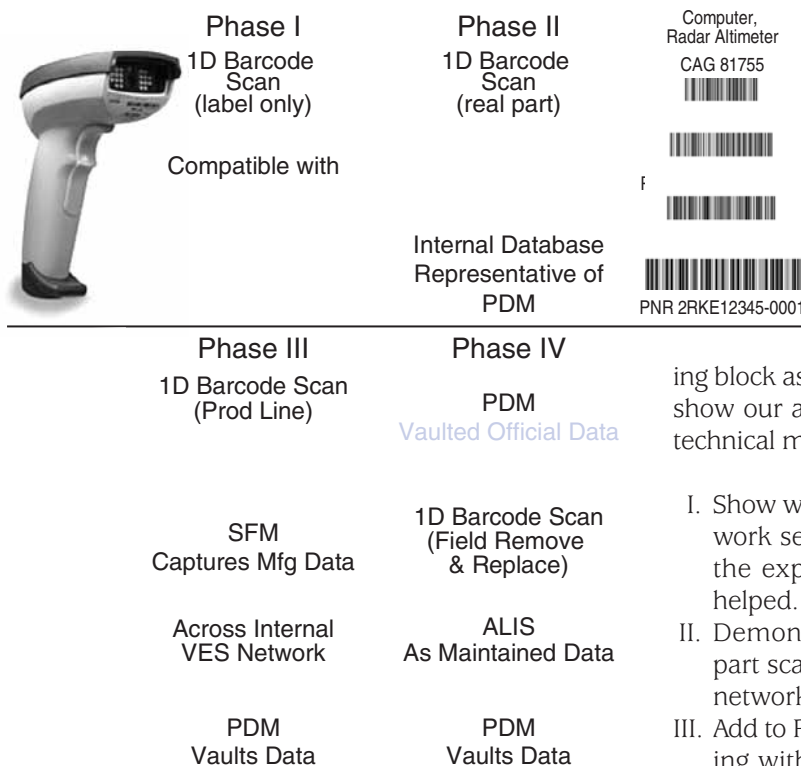 Phase I
1D Barcode
Scan
(label only)
Compatible with
Phase II
1D Barcode
Scan
(real part)
Internal Database
Representative of
PDM
Computer,
Radar Altimeter
CAG 81755
PNR 2RKE12345-0001
Phase III
1D Barcode Scan
(Prod Line)
SFM
Captures Mfg Data
Across Internal
VES Network
PDM
Vaults Data
Phase IV
PDM
Vaulted Official Data
1D Barcode Scan
(Field Remove
& Replace)
ALIS
As Maintained Data
PDM
Vaults Data
ing block as
show our a
technical m
I. Show w
work se
the exp
helped.
II. Demon
part sca
network
III. Add to F
ing with